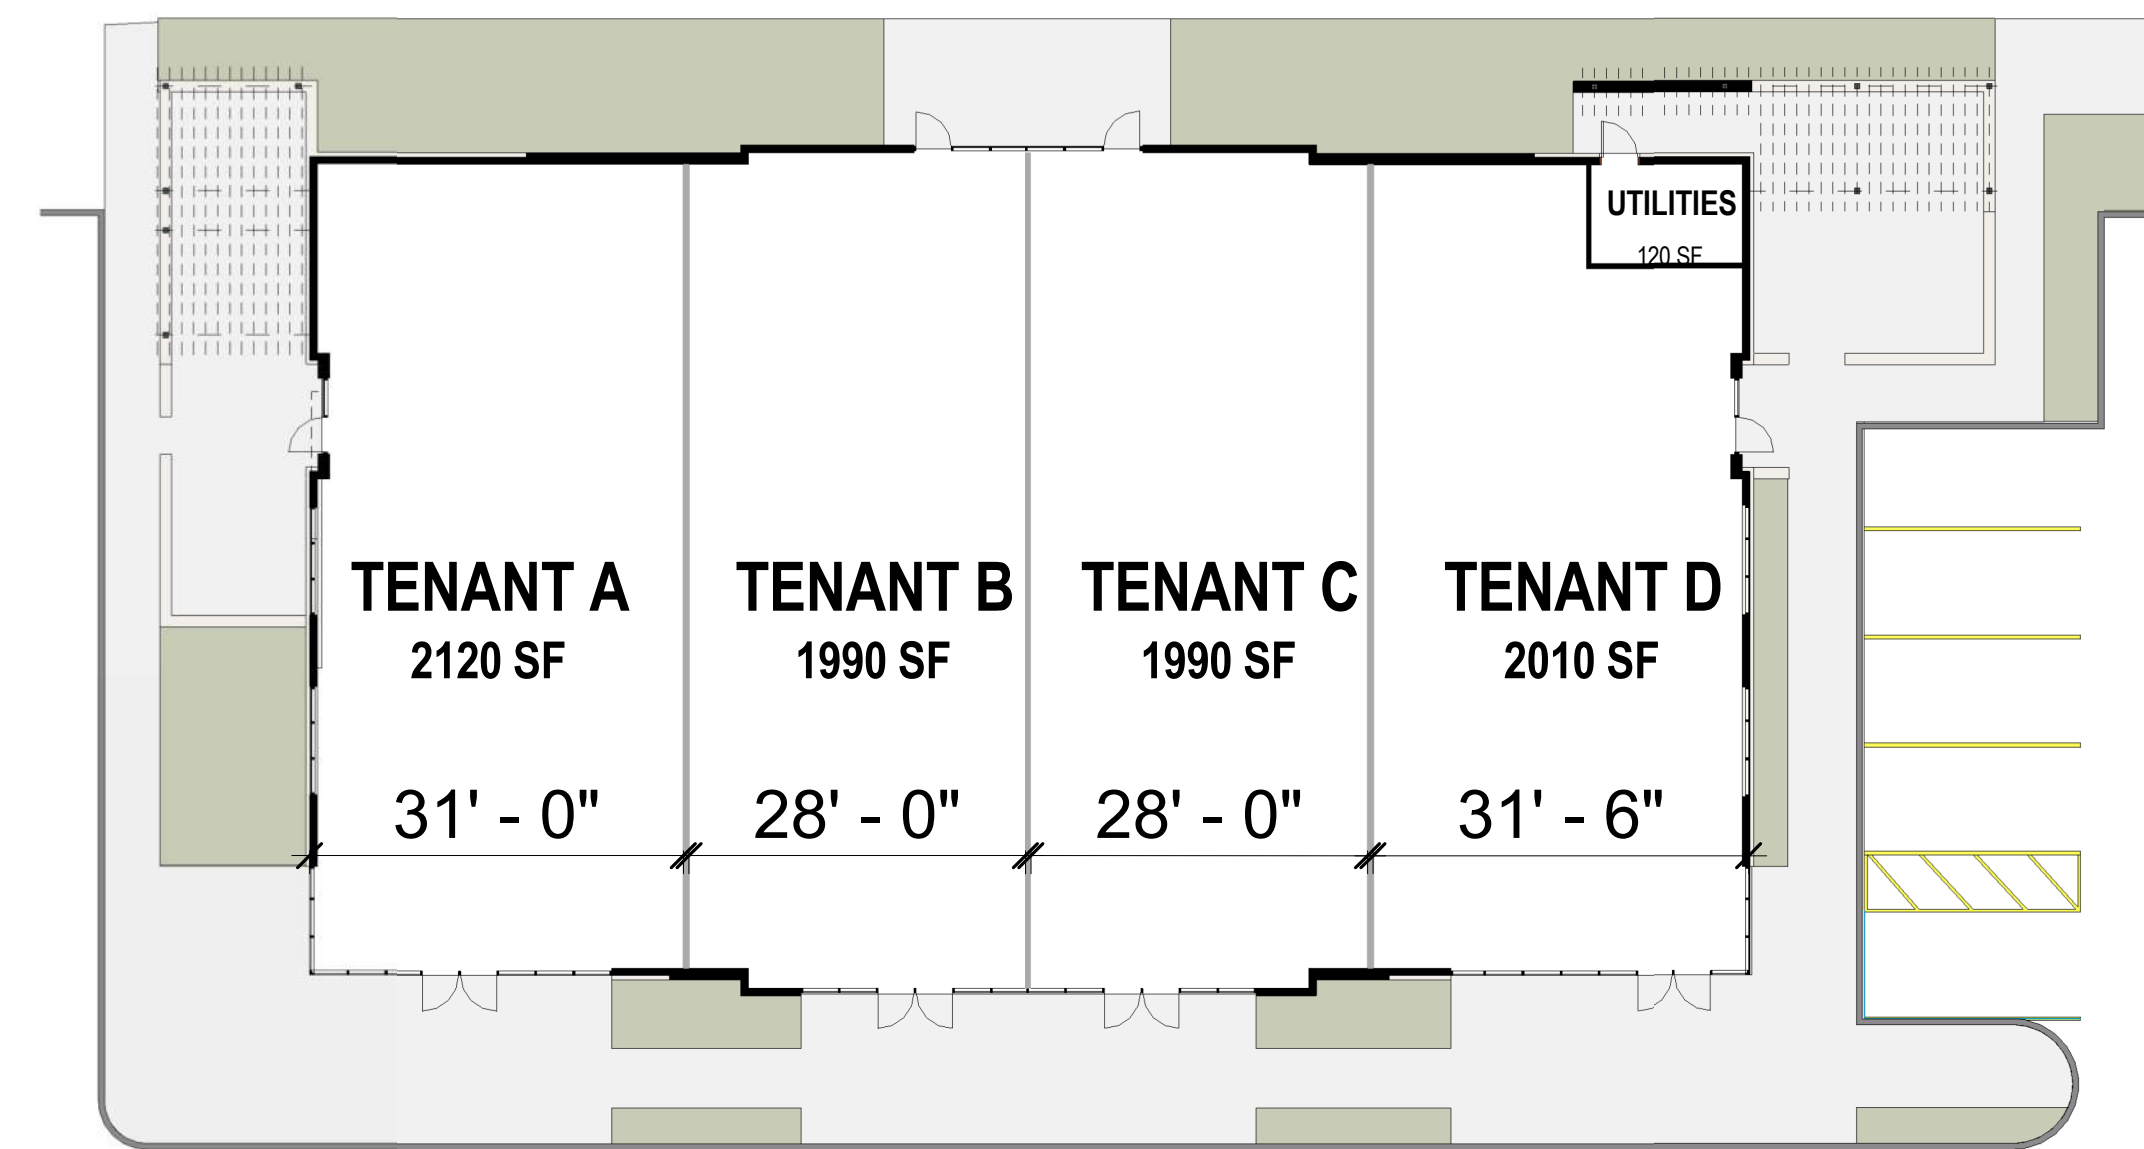 UTILITIES
120 SF
TENANT A
2120 SF
31' - 0"
TENANT B
1990 SF
28' - 0"
TENANT C
1990 SF
28' - 0"
TENANT D
2010 SF
31' - 6"